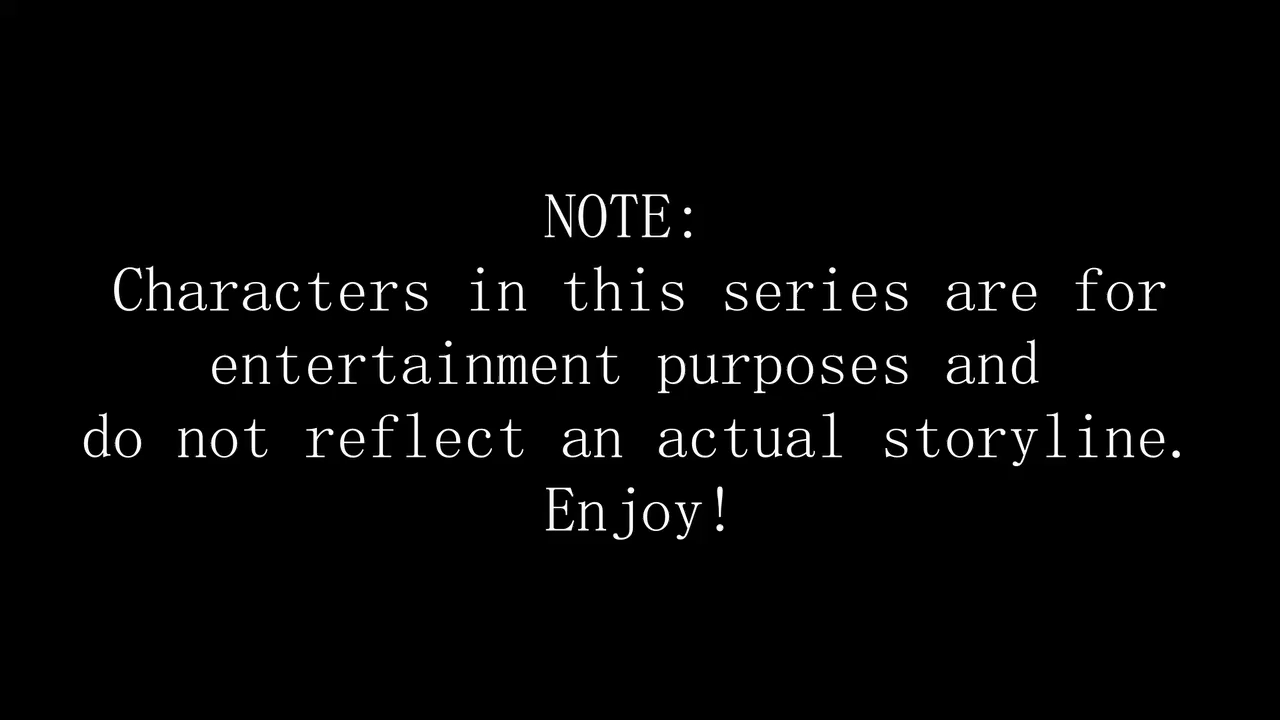 NOTE:
Characters in this series are for
entertainment purposes and
do not reflect an actual storyline.
Enjoy!